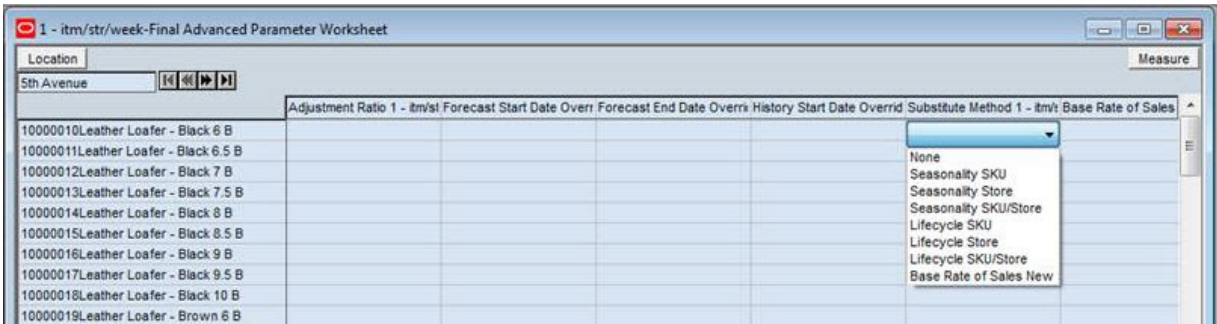 1 - itm/str/week-Final Advanced Parameter Worksheet
Location
Measure
5th Avenue
Adjustment Ratio 1 - itm/st Forecast Start Date Overr Forecast End Date Overri History Start Date Overrid Substitute Method 1 - itm/s Base Rate of Sales
10000010Leather Loafer - Black 6 B
10000011Leather Loafer - Black 6.5 B
10000012Leather Loafer - Black 7 B
10000013Leather Loafer - Black 7.5 B
10000014Leather Loafer - Black 8 B
10000015Leather Loafer - Black 8.5 B
10000016Leather Loafer - Black 9 B
10000017Leather Loafer - Black 9.5 B
10000018Leather Loafer - Black 10 B
10000019Leather Loafer - Brown 6 B
None
Seasonality SKU
Seasonality Store
Seasonality SKU/Store
Lifecycle SKU
Lifecycle Store
Lifecycle SKU/Store
Base Rate of Sales New